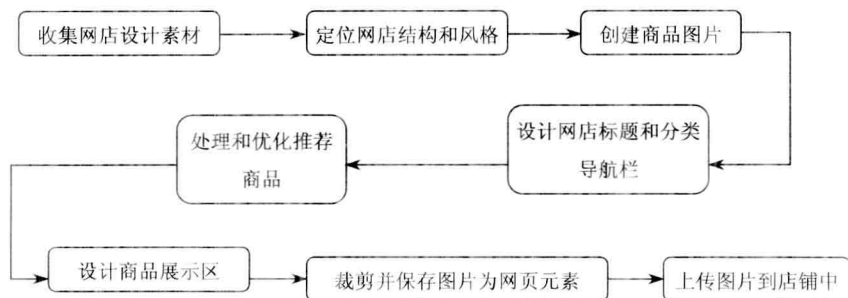 收集网店设计素材
定位网店结构和风格
创建商品图片
设计网店标题和分类
导航栏
处理和优化推荐
商品
设计商品展示区
裁剪并保存图片为网页元素
上传图片到店铺中